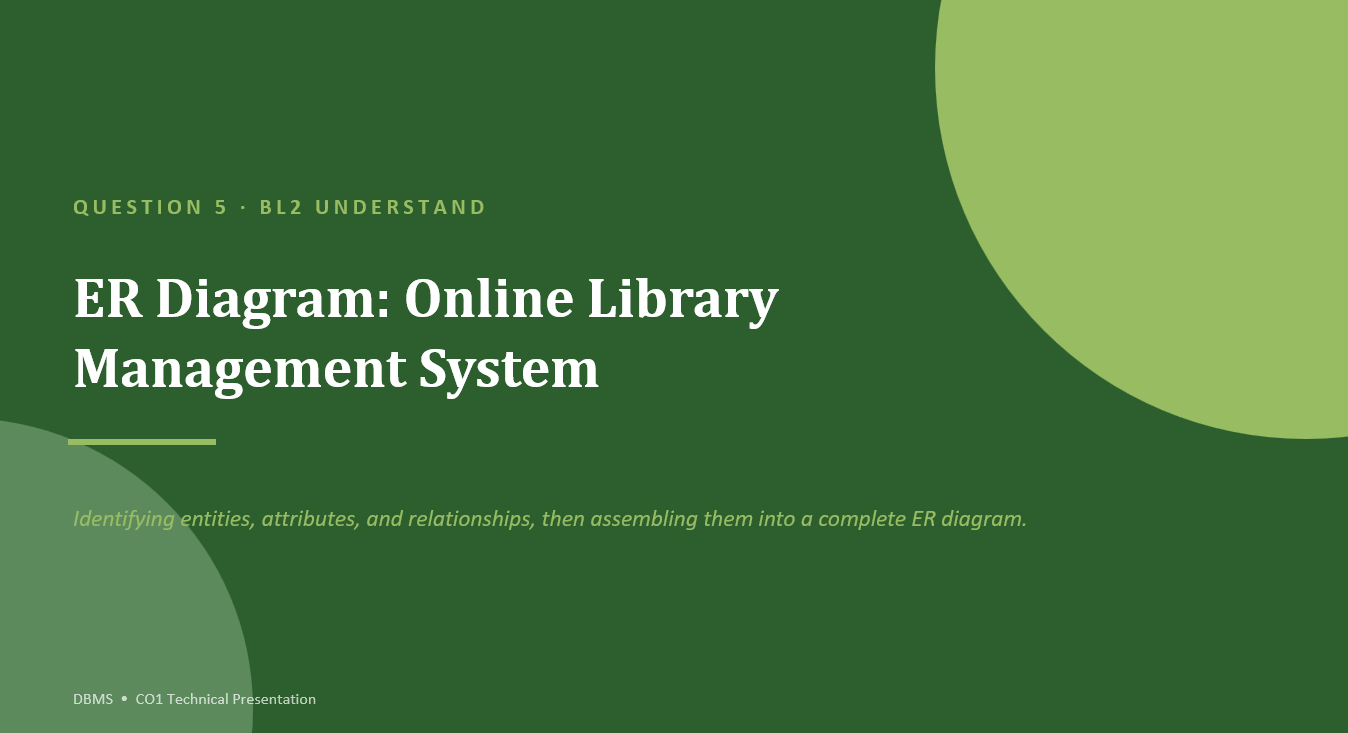 QUESTION 5 · BL2 UNDERSTAND
ER Diagram: Online Library
Management System
Identifying entities, attributes, and relationships, then assembling them into a complete ER diagram.
DBMS • CO1 Technical Presentation